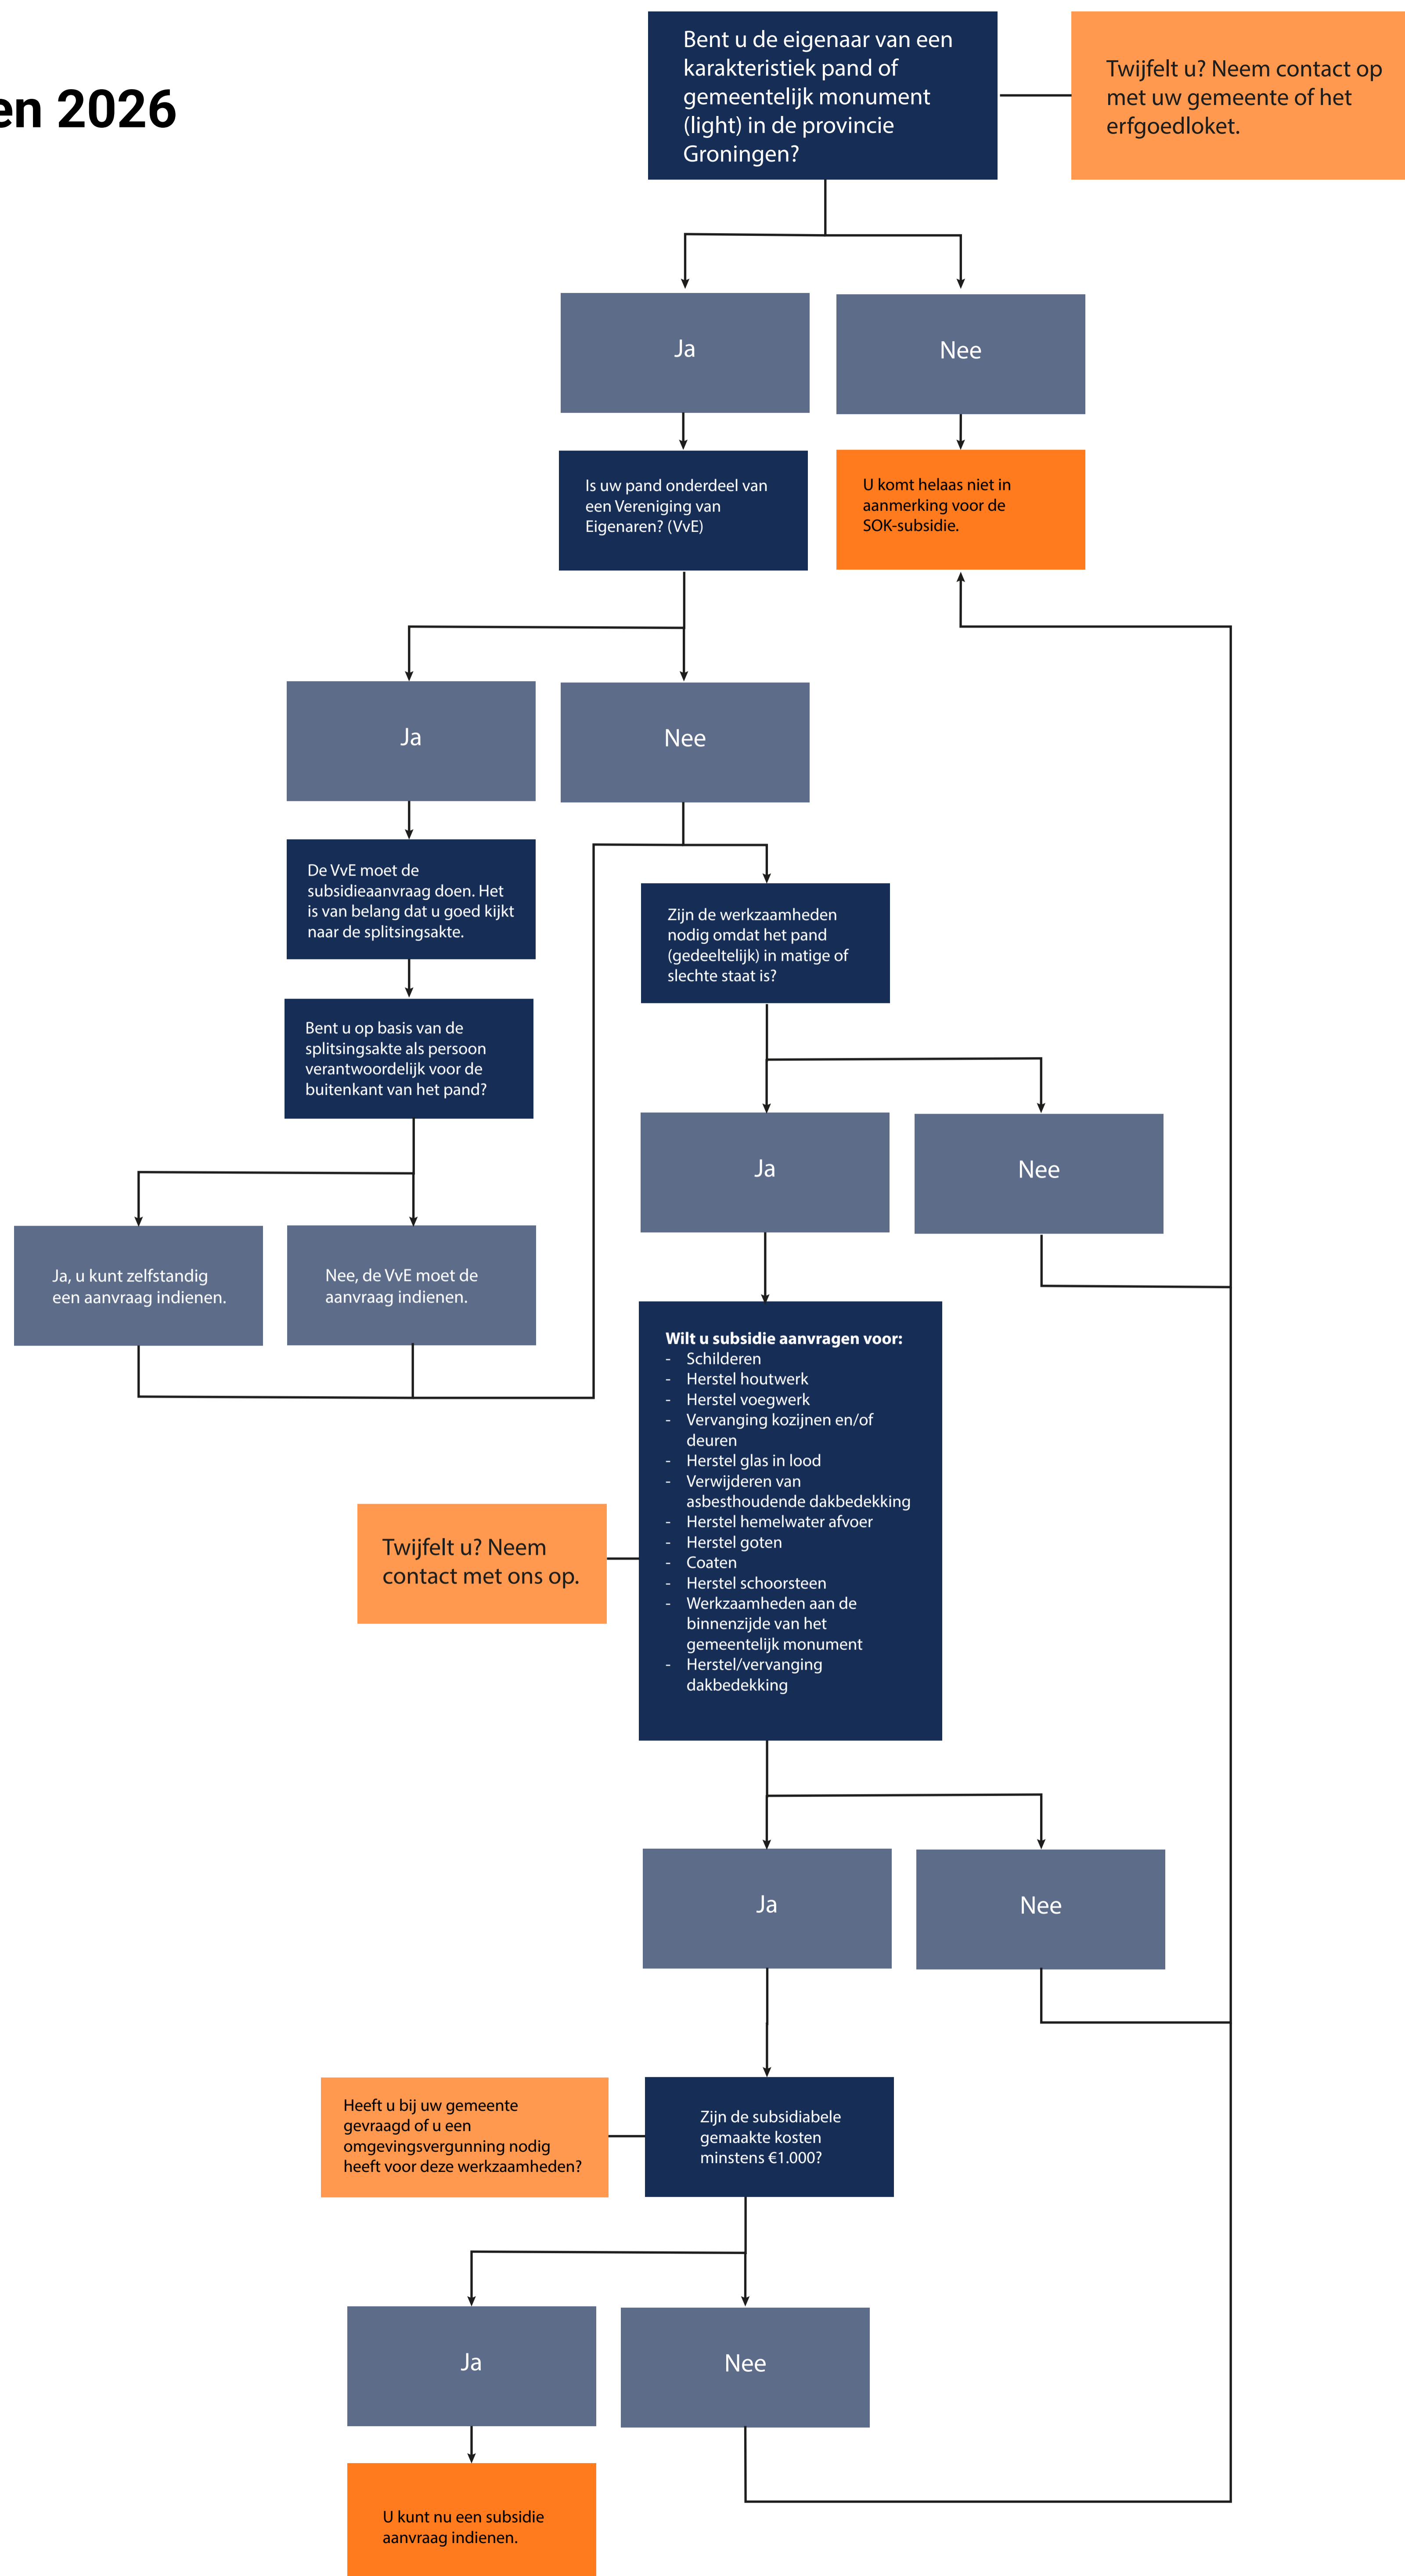 en 2026
Bent u de eigenaar van een
karakteristiek pand of
gemeentelijk monument
(light) in de provincie
Groningen?
Twijfelt u? Neem contact op
met uw gemeente of het
erfgoedloket.
Ja
Nee
Is uw pand onderdeel van
een Vereniging van
Eigenaren? (VvE)
U komt helaas niet in
aanmerking voor de
SOK-subsidie.
Ja
Nee
De VvE moet de
subsidieaanvraag doen. Het
is van belang dat u goed kijkt
naar de splitsingsakte.
Zijn de werkzaamheden
nodig omdat het pand
(gedeeltelijk) in matige of
slechte staat is?
Bent u op basis van de
splitsingsakte als persoon
verantwoordelijk voor de
buitenkant van het pand?
Ja
Nee
Ja, u kunt zelfstandig
een aanvraag indienen.
Nee, de VvE moet de
aanvraag indienen.
Wilt u subsidie aanvragen voor:
- Schilderen
- Herstel houtwerk
- Herstel voegwerk
- Vervanging kozijnen en/of
deuren
- Herstel glas in lood
- Verwijderen van
asbesthoudende dakbedekking
- Herstel hemelwater afvoer
- Herstel goten
- Coaten
- Herstel schoorsteen
- Werkzaamheden aan de
binnenzijde van het
gemeentelijk monument
- Herstel/vervanging
dakbedekking
Twijfelt u? Neem
contact met ons op.
Ja
Nee
Heeft u bij uw gemeente
gevraagd of u een
omgevingsvergunning nodig
heeft voor deze werkzaamheden?
Zijn de subsidiabele
gemaakte kosten
minstens €1.000?
Ja
Nee
U kunt nu een subsidie
aanvraag indienen.